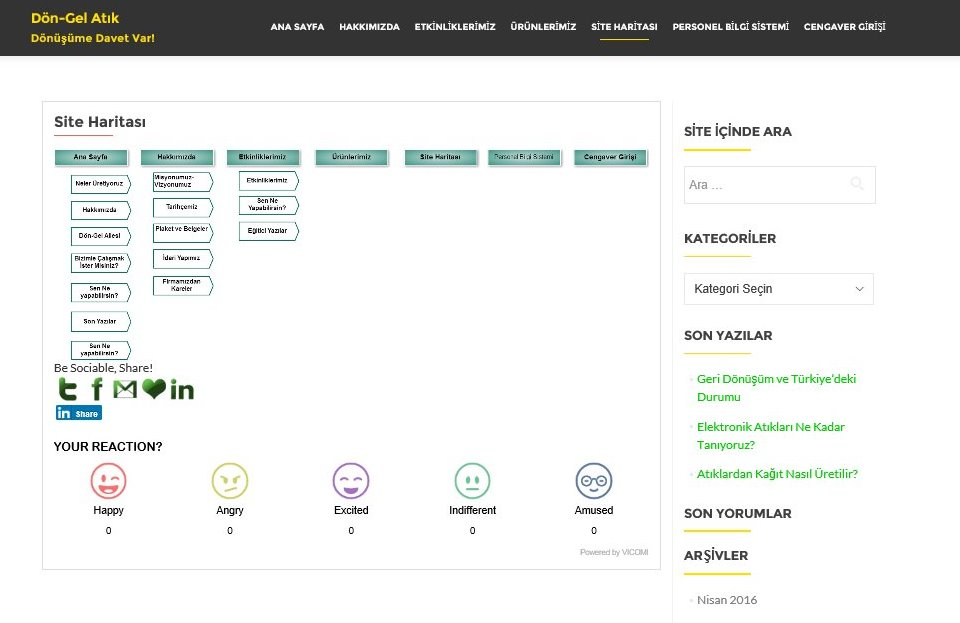 Dön-Gel Atık
Dönüşüme Davet Var!
ANA SAYFA HAKKIMIZDA ETKİNLİKLERİMİZ ÜRÜNLERİMİZ SİTE HARİTASI PERSONEL BİLGİ SİSTEMİ CENGAVER GİRİŞİ
Site Haritası
Ana Sayfa Hakkımızda Etkinliklerimiz Ürünlerimiz Site Haritası Personel Bilgi Sistemi Cengaver Girişi
Neler Üretiyoruz
Hakkımızda
Dön-Gel Ailesi
Bizimle Çalışmak
İster Misiniz?
Sen Ne
yapabilirsin?
Son Yazılar
Sen Ne
yapabilirsin?
Misyonumuz-
Vizyonumuz
Tarihçemiz
Plaket ve Belgeler
İdari Yapımız
Firmamızdan
Kareler
Etkinliklerimiz
Sen Ne
Yapabilirsin?
Eğitici Yazılar
Be Sociable, Share!
in Share
YOUR REACTION?
Happy Angry Excited Indifferent Amused
0 0 0 0 0
Powered by VICOMI
SİTE İÇİNDE ARA
Ara …
KATEGORİLER
Kategori Seçin
SON YAZILAR
Geri Dönüşüm ve Türkiye'deki
Durumu
Elektronik Atıkları Ne Kadar
Tanıyoruz?
Atıklardan Kağıt Nasıl Üretilir?
SON YORUMLAR
ARŞİVLER
Nisan 2016